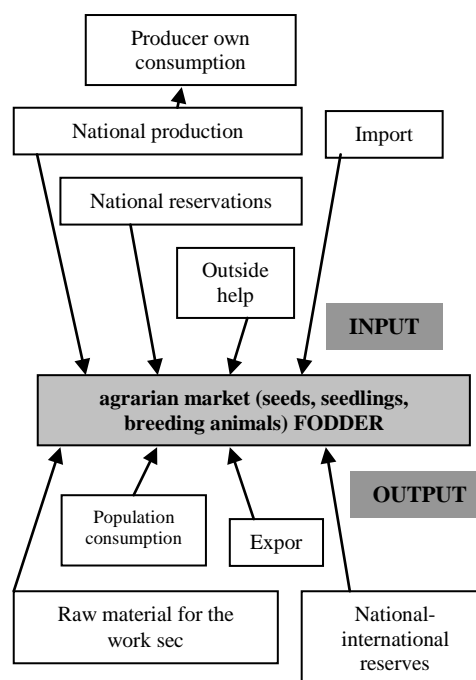 Producer own
consumption
National production
Import
National reservations
Outside
help
INPUT
agrarian market (seeds, seedlings,
breeding animals) FODDER
OUTPUT
Population
consumption
Expor
Raw material for the
work sec
National-
international
reserves